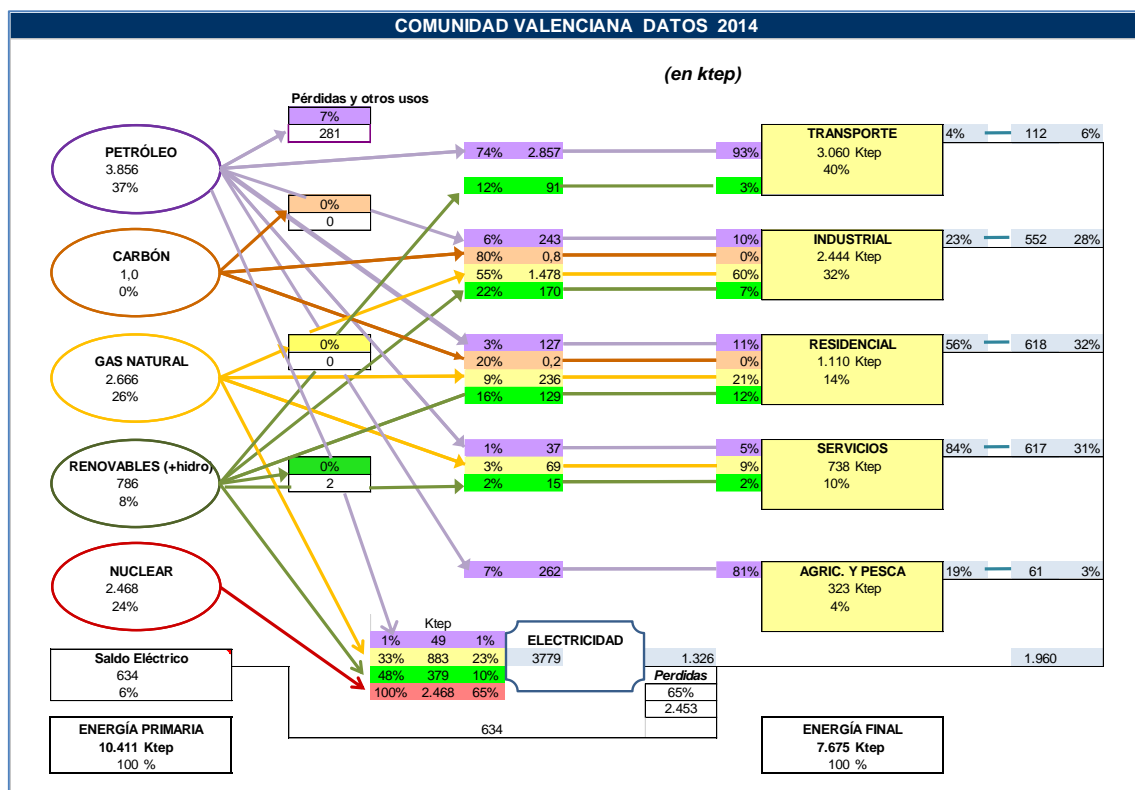 COMUNIDAD VALENCIANA DATOS 2014
(en ktep)
Pérdidas y otros usos
7%
281
PETRÓLEO
3.856
37%
74% 2.857 93%
12% 91 3%
TRANSPORTE
3.060 Ktep
40%
4% 112 6%
0%
0
CARBÓN
1,0
0%
6% 243 10%
80% 0,8 0%
55% 1.478 60%
22% 170 7%
INDUSTRIAL
2.444 Ktep
32%
23% 552 28%
0%
0
GAS NATURAL
2.666
26%
3% 127 11%
20% 0,2 0%
9% 236 21%
16% 129 12%
RESIDENCIAL
1.110 Ktep
14%
56% 618 32%
RENOVABLES (+hidro)
786
8%
0%
2
1% 37 5%
3% 69 9%
2% 15 2%
SERVICIOS
738 Ktep
10%
84% 617 31%
NUCLEAR
2.468
24%
7% 262 81%
AGRIC. Y PESCA
323 Ktep
4%
19% 61 3%
Ktep
1% 49 1%
33% 883 23%
48% 379 10%
100% 2.468 65%
ELECTRICIDAD
3779
1.326
1.960
Perdidas
65%
2.453
Saldo Eléctrico
634
6%
634
ENERGÍA PRIMARIA
10.411 Ktep
100 %
ENERGÍA FINAL
7.675 Ktep
100 %